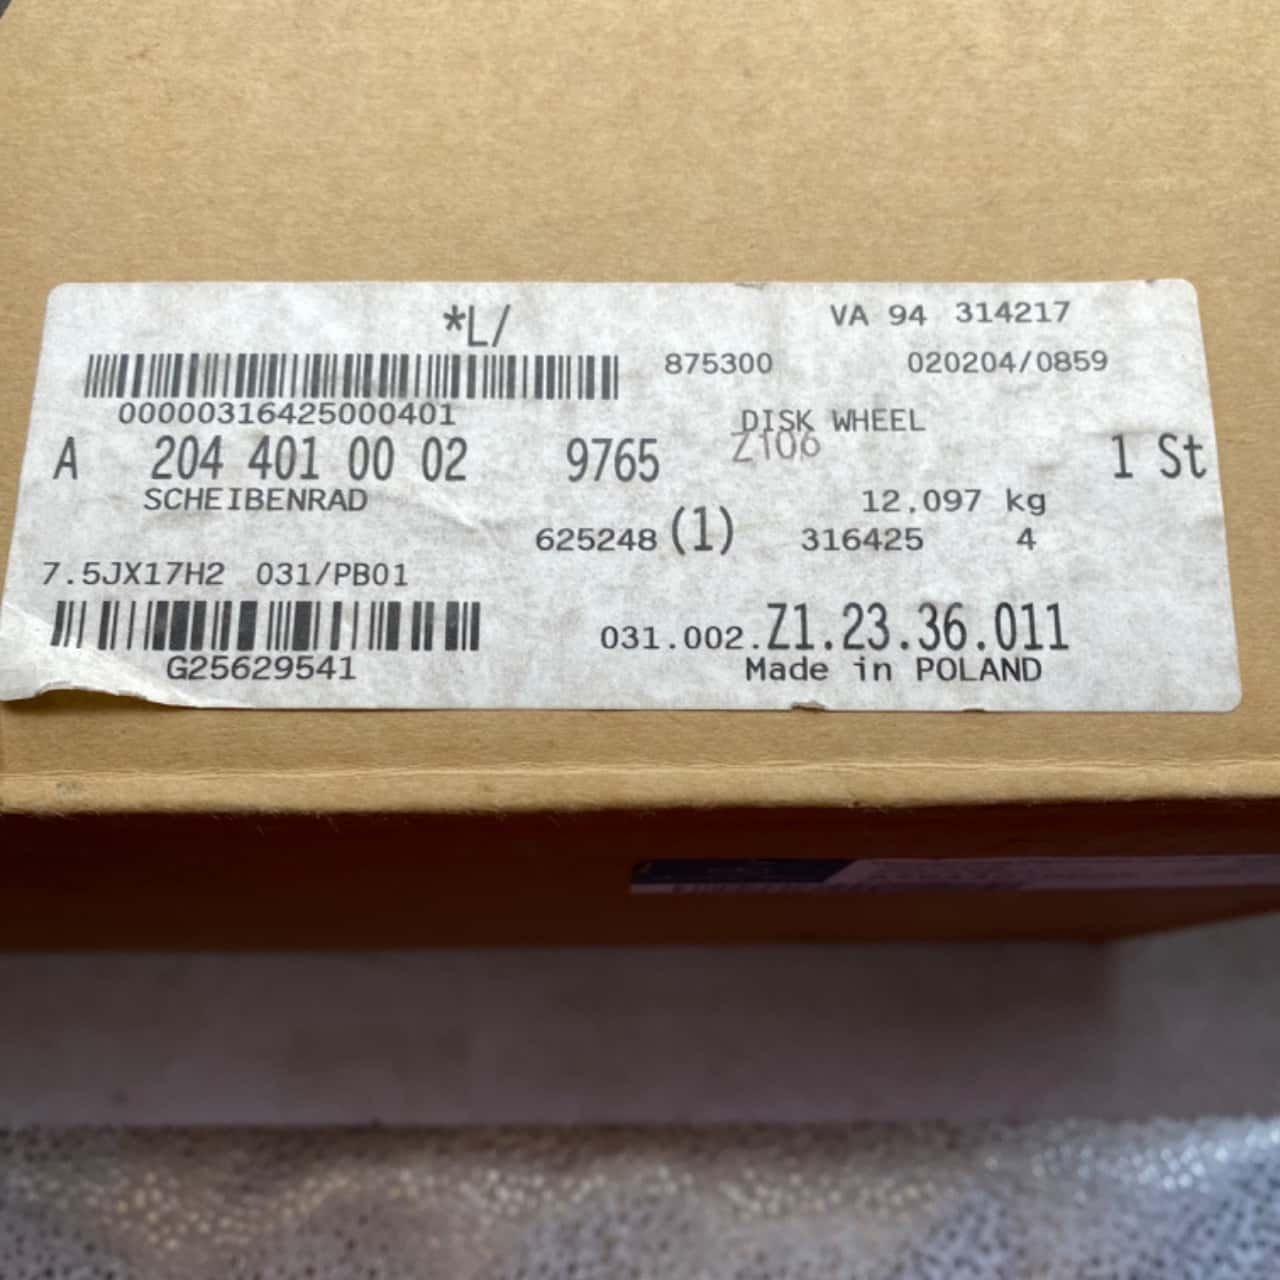 *L/
VA 94 314217
875300 020204/0859
00000316425000401
DISK WHEEL
Z106
A 204 401 00 02 9765
1 St
SCHEIBENRAD
12,097 kg
625248 (1) 316425 4
7.5JX17H2 031/PB01
031.002.Z1.23.36.011
G25629541
Made in POLAND